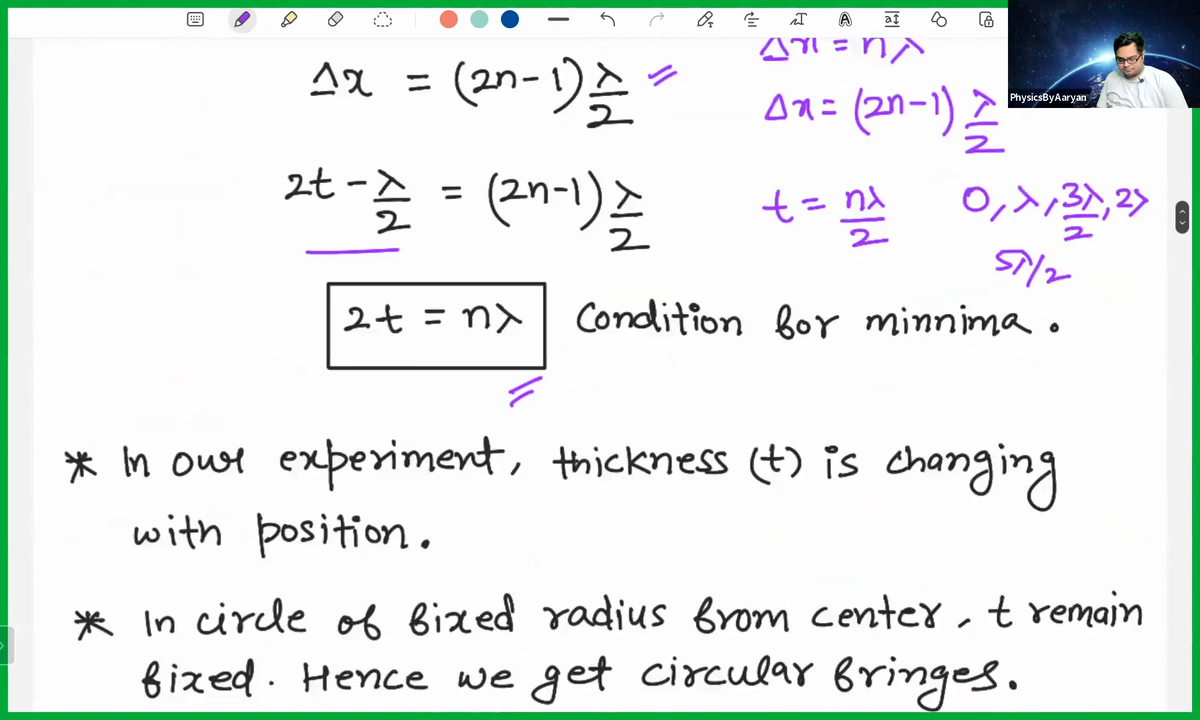 Δx = nλ
Δx = (2n-1) λ/2
Δx = (2n-1) λ/2
PhysicsByAaryan
2t - λ/2 = (2n-1) λ/2
t = nλ/2
0, λ, 3λ/2, 2λ
5λ/2
2t = nλ Condition for minnima.
* In our experiment, thickness (t) is changing
with position.
* In circle of fixed radius from center, t remain
fixed. Hence we get circular fringes.